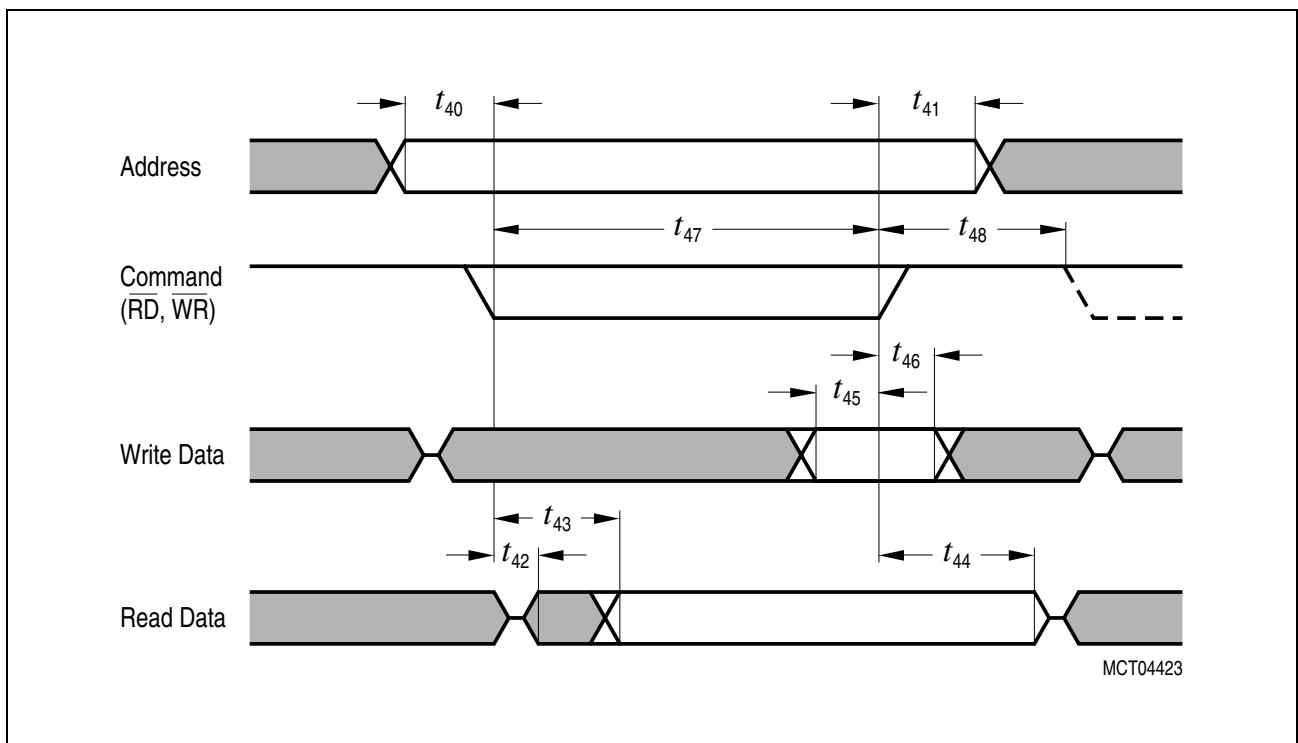 t40
t41
Address
t47
t48
Command
(RD, WR)
t46
t45
Write Data
t43
t42
t44
Read Data
MCT04423